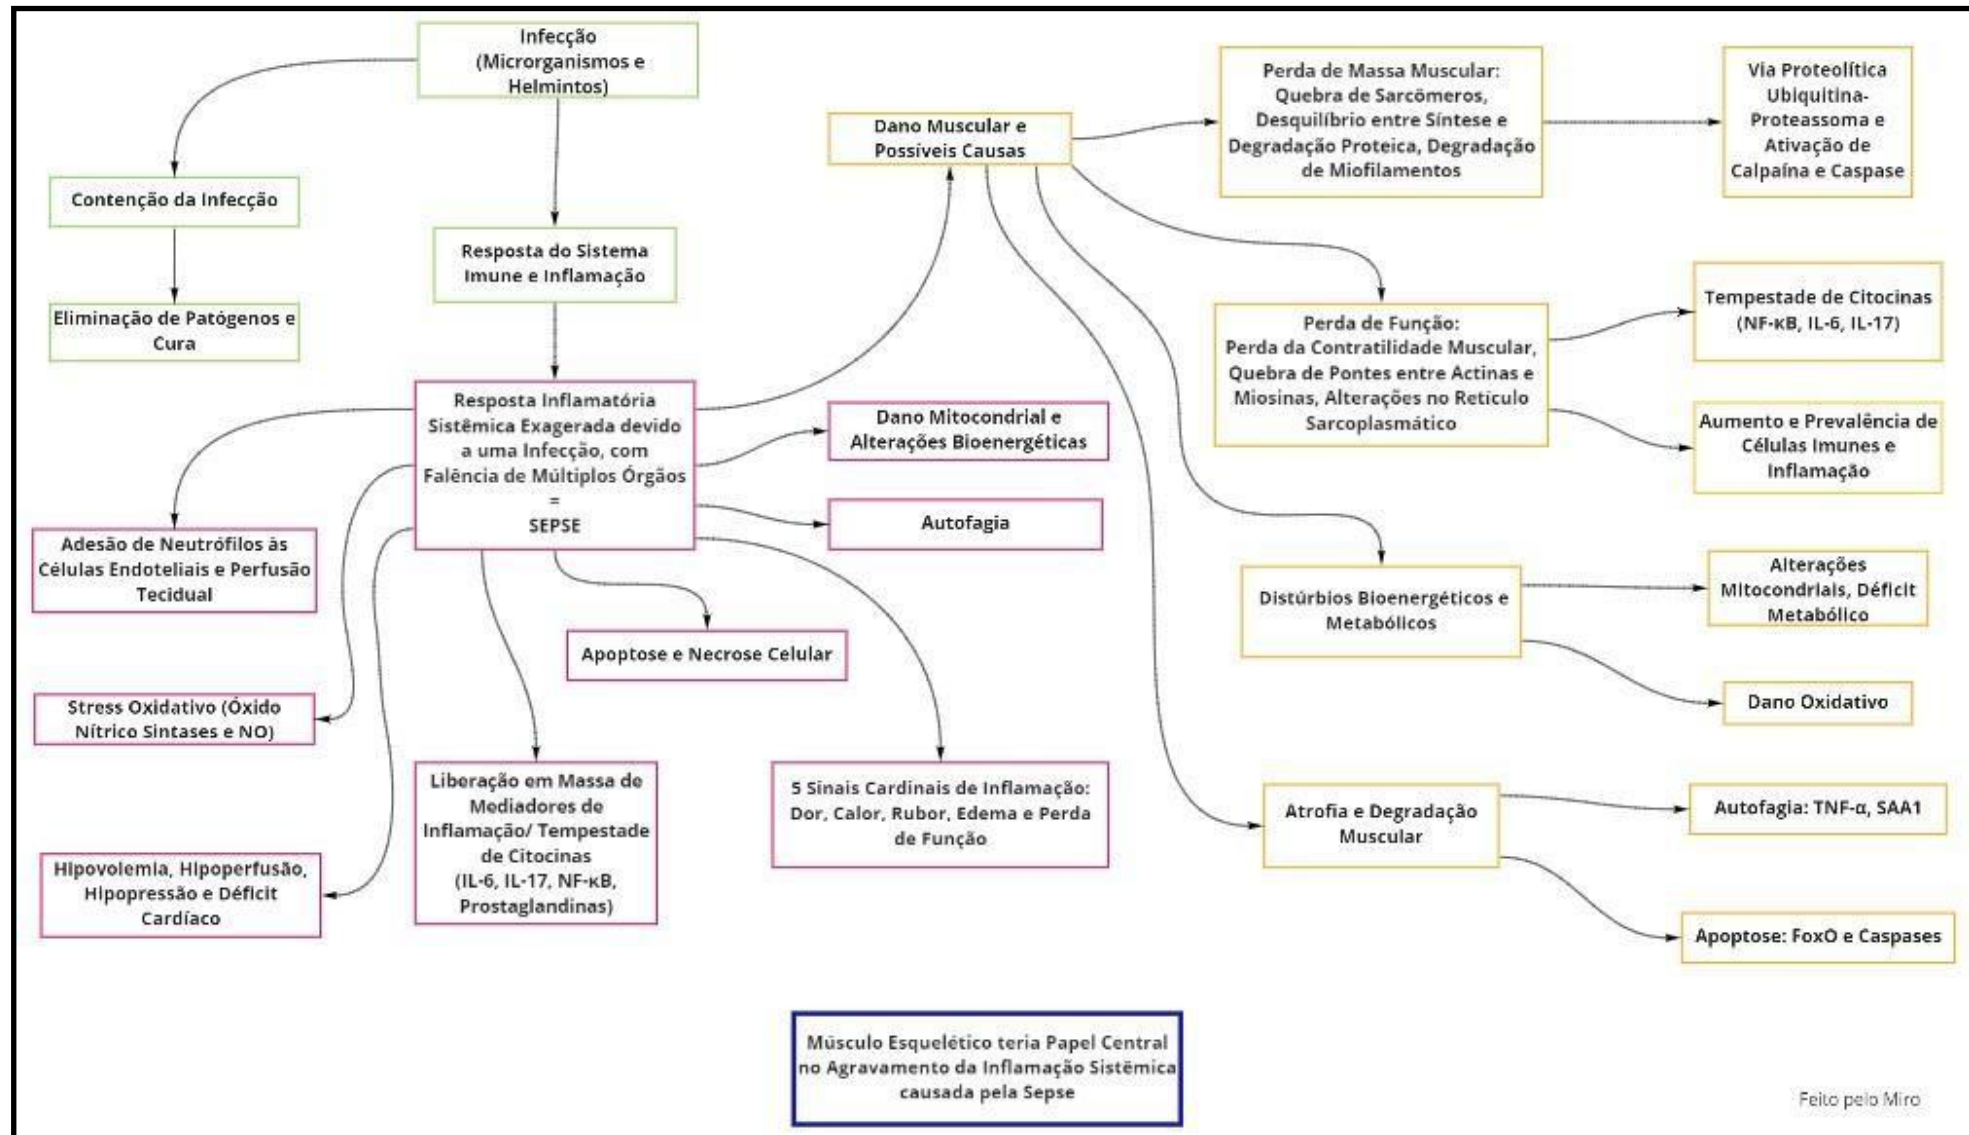 Infecção
(Microrganismos e
Helmintos)
Contenção da Infecção
Eliminação de Patógenos e
Cura
Resposta do Sistema
Imune e Inflamação
Resposta Inflamatória
Sistêmica Exagerada devido
a uma Infecção, com
Falência de Múltiplos Órgãos
=
SEPSE
Adesão de Neutrófilos às
Células Endoteliais e Perfusão
Tecidual
Stress Oxidativo (Óxido
Nítrico Sintases e NO)
Hipovolemia, Hipoperfusão,
Hipopressão e Déficit
Cardíaco
Liberação em Massa de
Mediadores de
Inflamação/ Tempestade
de Citocinas
(IL-6, IL-17, NF-κB,
Prostaglandinas)
Apoptose e Necrose Celular
5 Sinais Cardinais de Inflamação:
Dor, Calor, Rubor, Edema e Perda
de Função
Autofagia
Dano Mitocondrial e
Alterações Bioenergéticas
Dano Muscular e
Possíveis Causas
Perda de Massa Muscular:
Quebra de Sarcômeros,
Desquilíbrio entre Síntese e
Degradação Proteica, Degradação
de Miofilamentos
Via Proteolítica
Ubiquitina-
Proteassoma e
Ativação de
Calpaína e Caspase
Perda de Função:
Perda da Contratilidade Muscular,
Quebra de Pontes entre Actinas e
Miosinas, Alterações no Retículo
Sarcoplasmático
Tempestade de Citocinas
(NF-κB, IL-6, IL-17)
Aumento e Prevalência de
Células Imunes e
Inflamação
Distúrbios Bioenergéticos e
Metabólicos
Alterações
Mitocondriais, Déficit
Metabólico
Dano Oxidativo
Atrofia e Degradação
Muscular
Autofagia: TNF-α, SAA1
Apoptose: FoxO e Caspases
Músculo Esquelético teria Papel Central
no Agravamento da Inflamação Sistêmica
causada pela Sepse
Feito pelo Miro